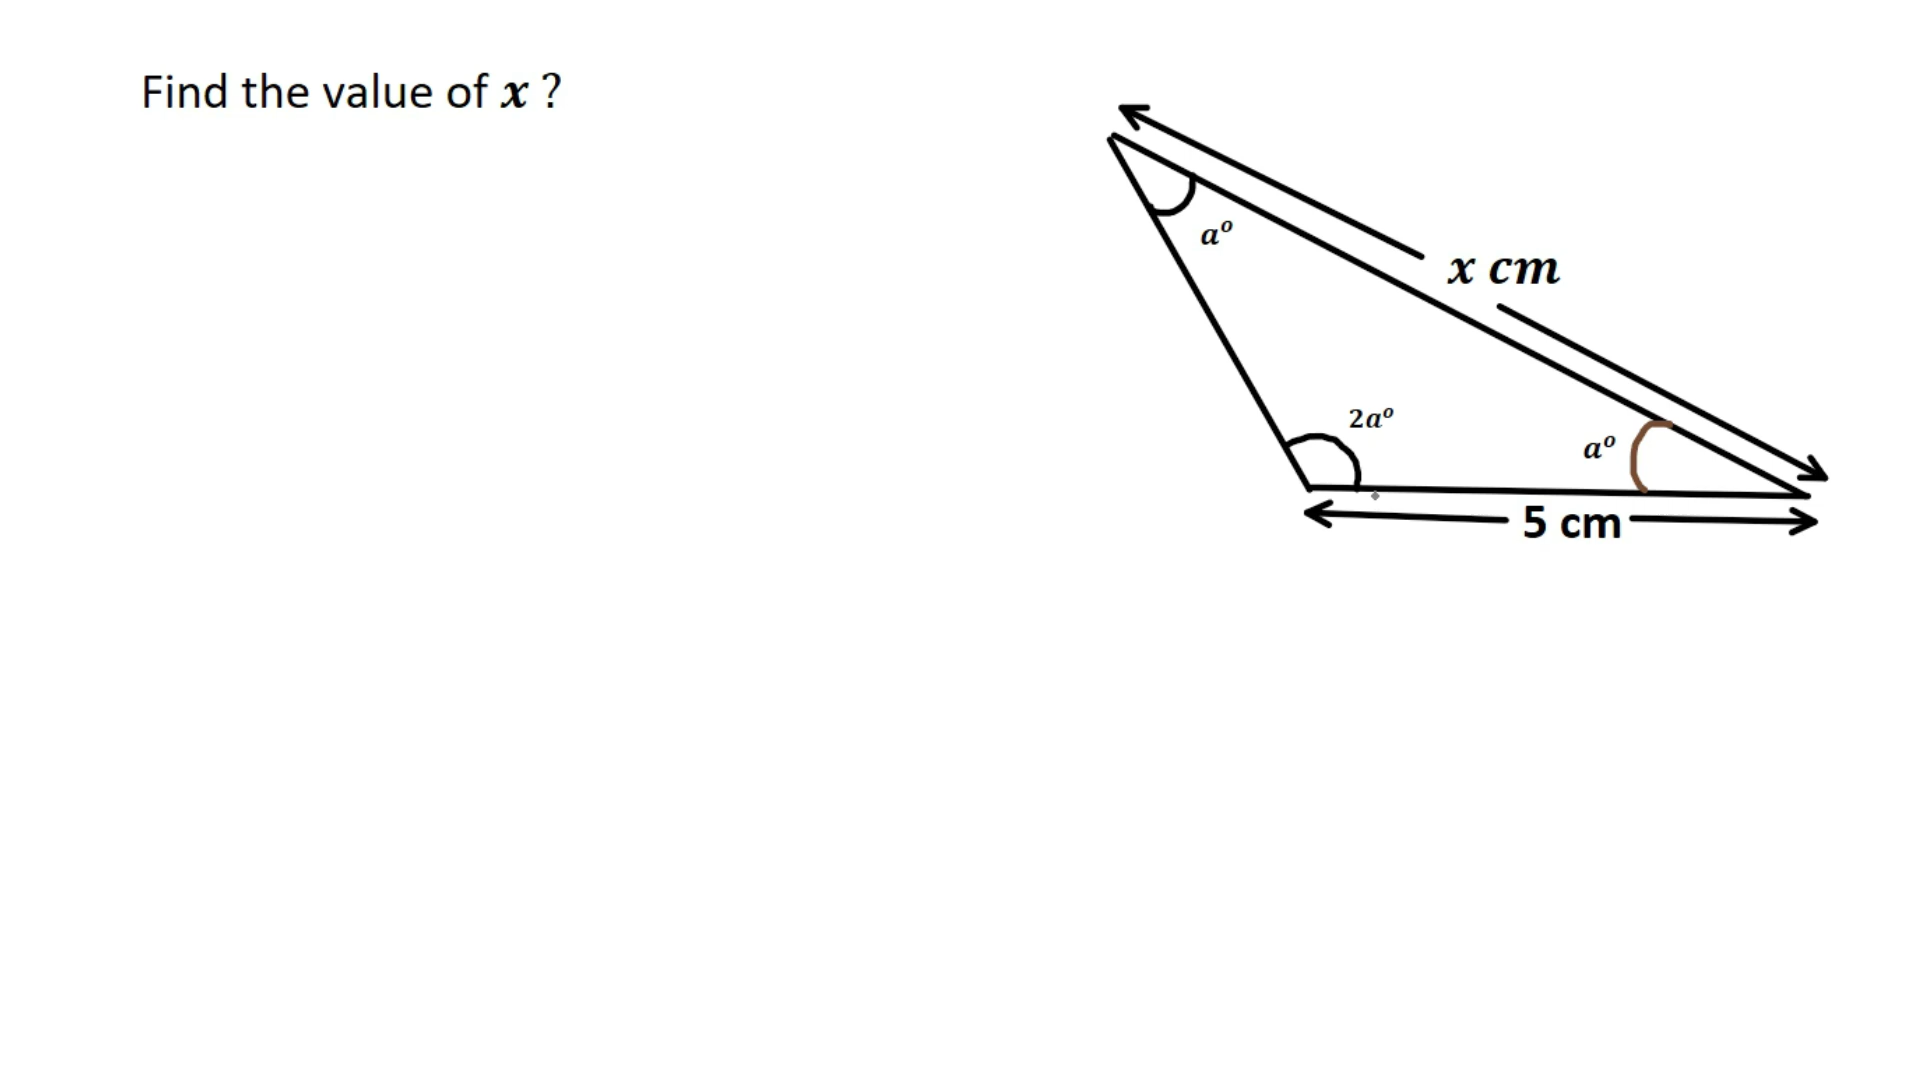 Find the value of x ?
aº
x cm
2aº
aº
5 cm